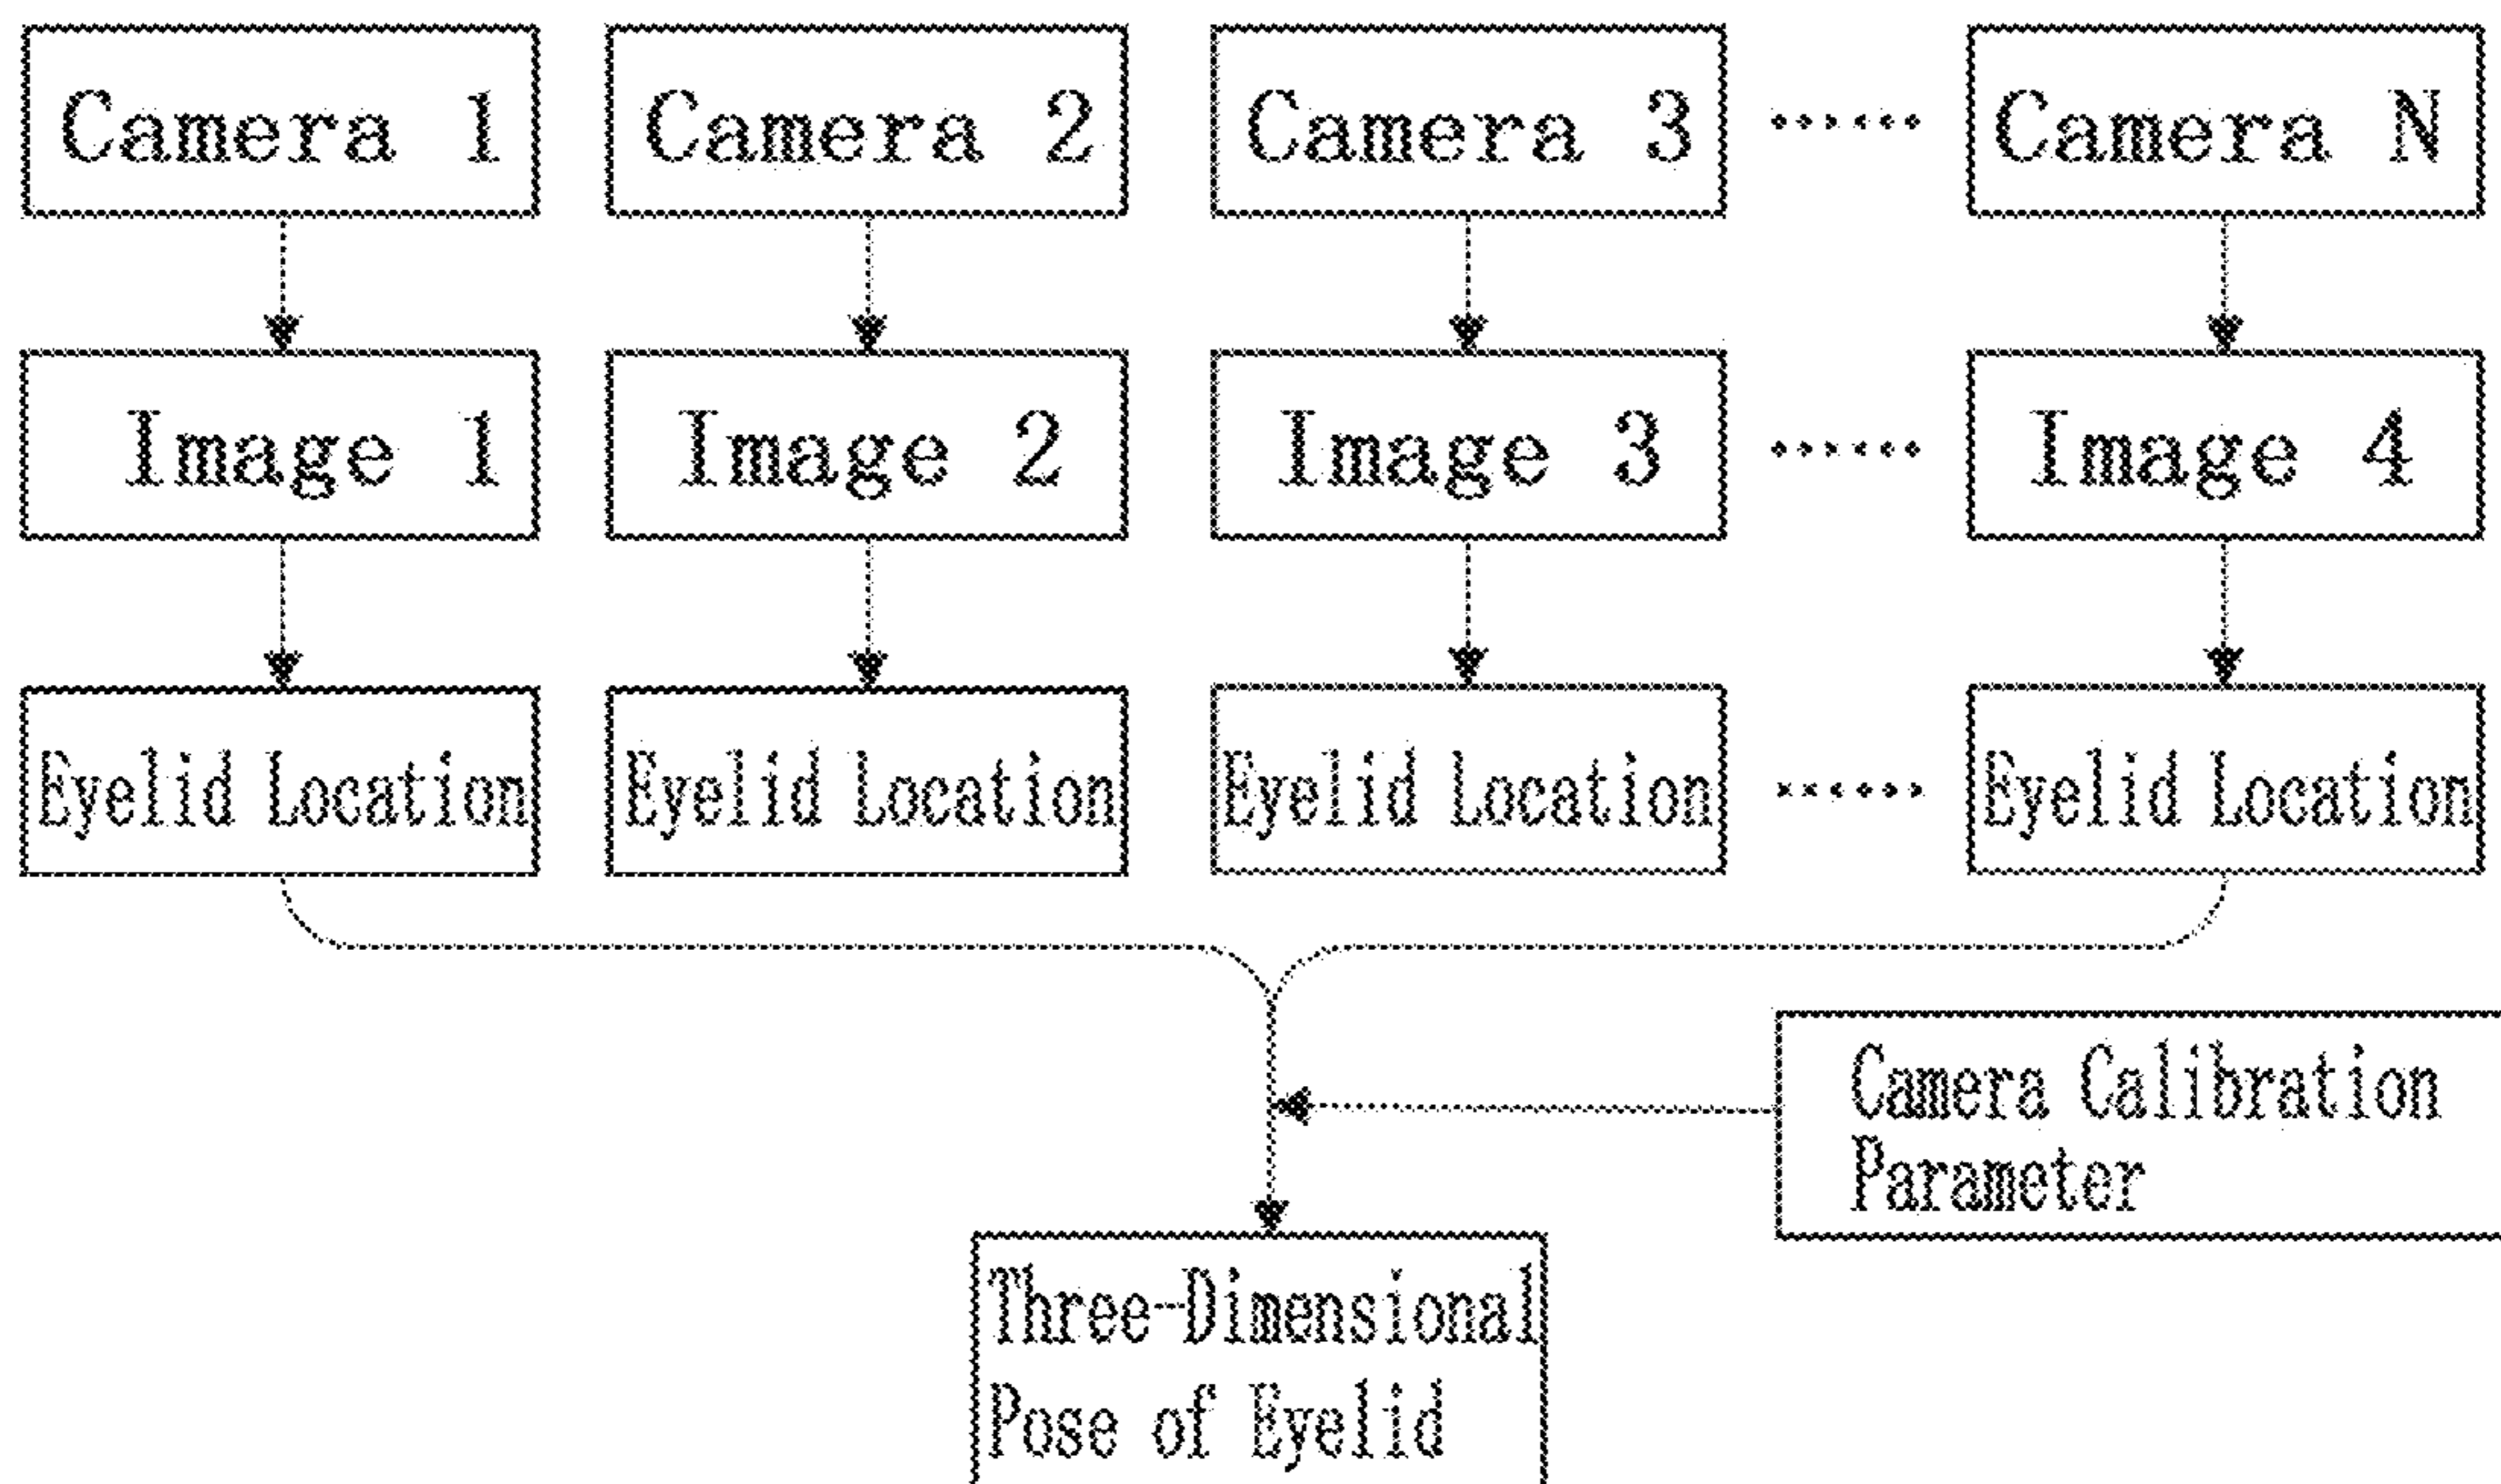 Camera 1
Camera 2
Camera 3
......
Camera N
Image 1
Image 2
Image 3
......
Image 4
Eyelid Location
Eyelid Location
Eyelid Location
......
Eyelid Location
Camera Calibration
Parameter
Three-Dimensional
Pose of Eyelid